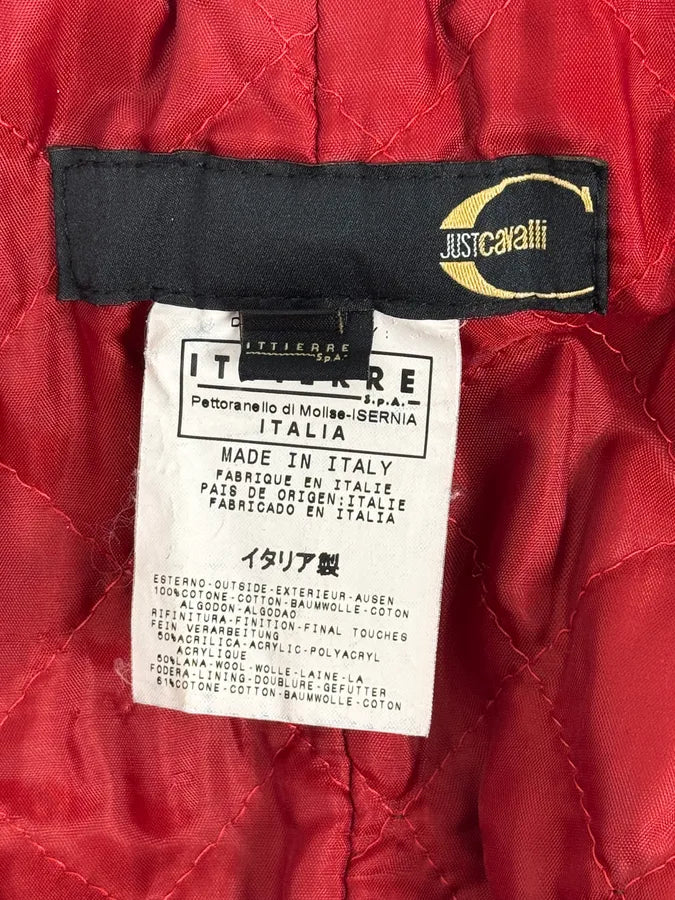 JUSTcavalli
ITTIERRE
S.p.A.
ITTIERRE
S.p.A.
Pettoranello di Molise-ISERNIA
ITALIA
MADE IN ITALY
FABRIQUE EN ITALIE
PAIS DE ORIGEN:ITALIE
FABRICADO EN ITALIA
イタリア製
ESTERNO-OUTSIDE-EXTERIEUR-AUSEN
100%COTONE-COTTON-BAUMWOLLE-COTON
ALGODON-ALGODAO
RIFINITURA-FINITION-FINAL TOUCHES
FEIN VERARBEITUNG
50%ACRILICA-ACRYLIC-POLYACRYL
ACRYLIQUE
50%LANA-WOOL-WOLLE-LAINE-LA
FODERA-LINING-DOUBLURE-GEFUTTER
61%COTONE-COTTON-BAUMWOLLE-COTON